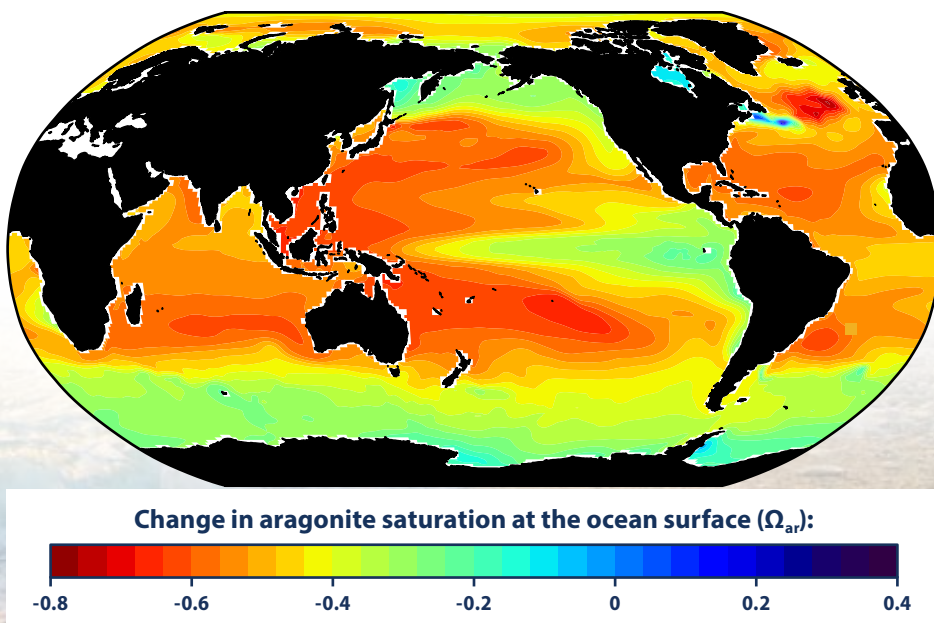 Change in aragonite saturation at the ocean surface (Ωar):
-0.8 -0.6 -0.4 -0.2 0 0.2 0.4